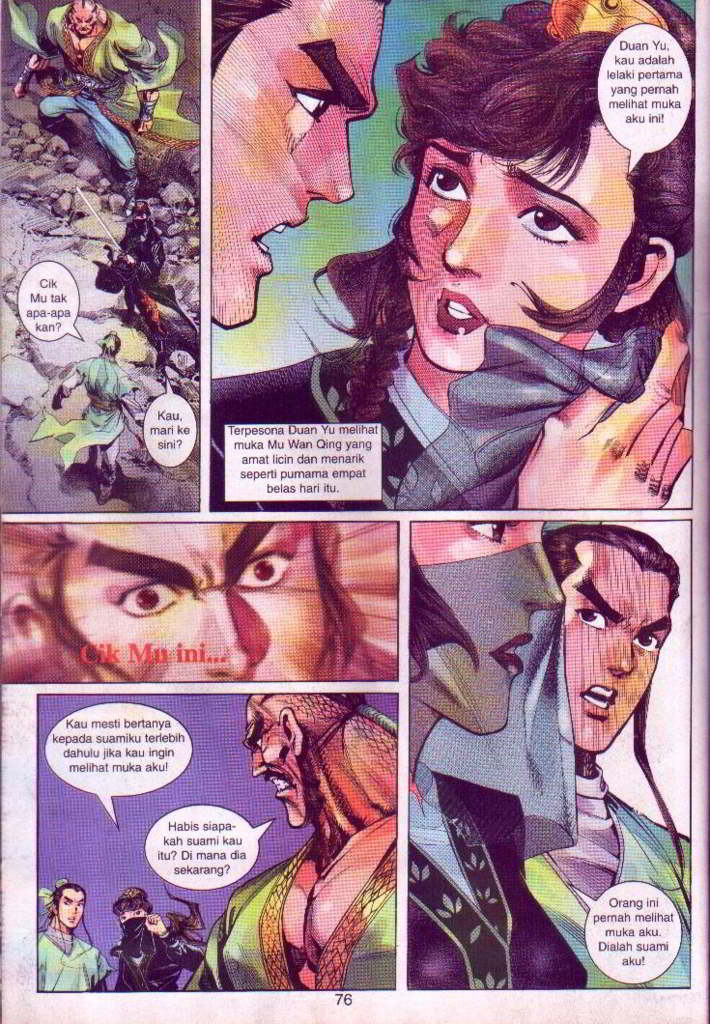 Cik
Mu tak
apa-apa
kan?
Kau,
mari ke
sini?
Duan Yu,
kau adalah
lelaki pertama
yang pernah
melihat muka
aku ini!
Terpesona Duan Yu melihat
muka Mu Wan Qing yang
amat licin dan menarik
seperti purnama empat
belas hari itu.
Cik Mu ini...
Kau mesti bertanya
kepada suamiku terlebih
dahulu jika kau ingin
melihat muka aku!
Habis siapa-
kah suami kau
itu? Di mana dia
sekarang?
Orang ini
pernah melihat
muka aku.
Dialah suami
aku!
76